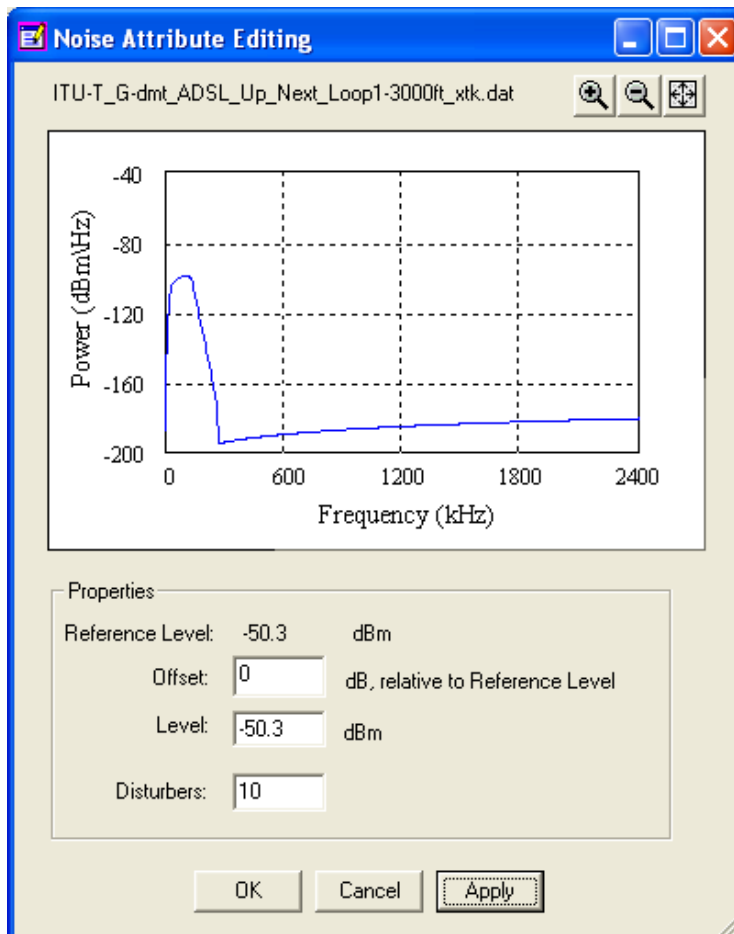 Noise Attribute Editing
ITU-T_G-dmt_ADSL_Up_Next_Loop1-3000ft_xtk.dat
Power (dBm\Hz)
-40
-80
-120
-160
-200
0 600 1200 1800 2400
Frequency (kHz)
Properties
Reference Level: -50.3 dBm
Offset: 0 dB, relative to Reference Level
Level: -50.3 dBm
Disturbers: 10
OK Cancel Apply